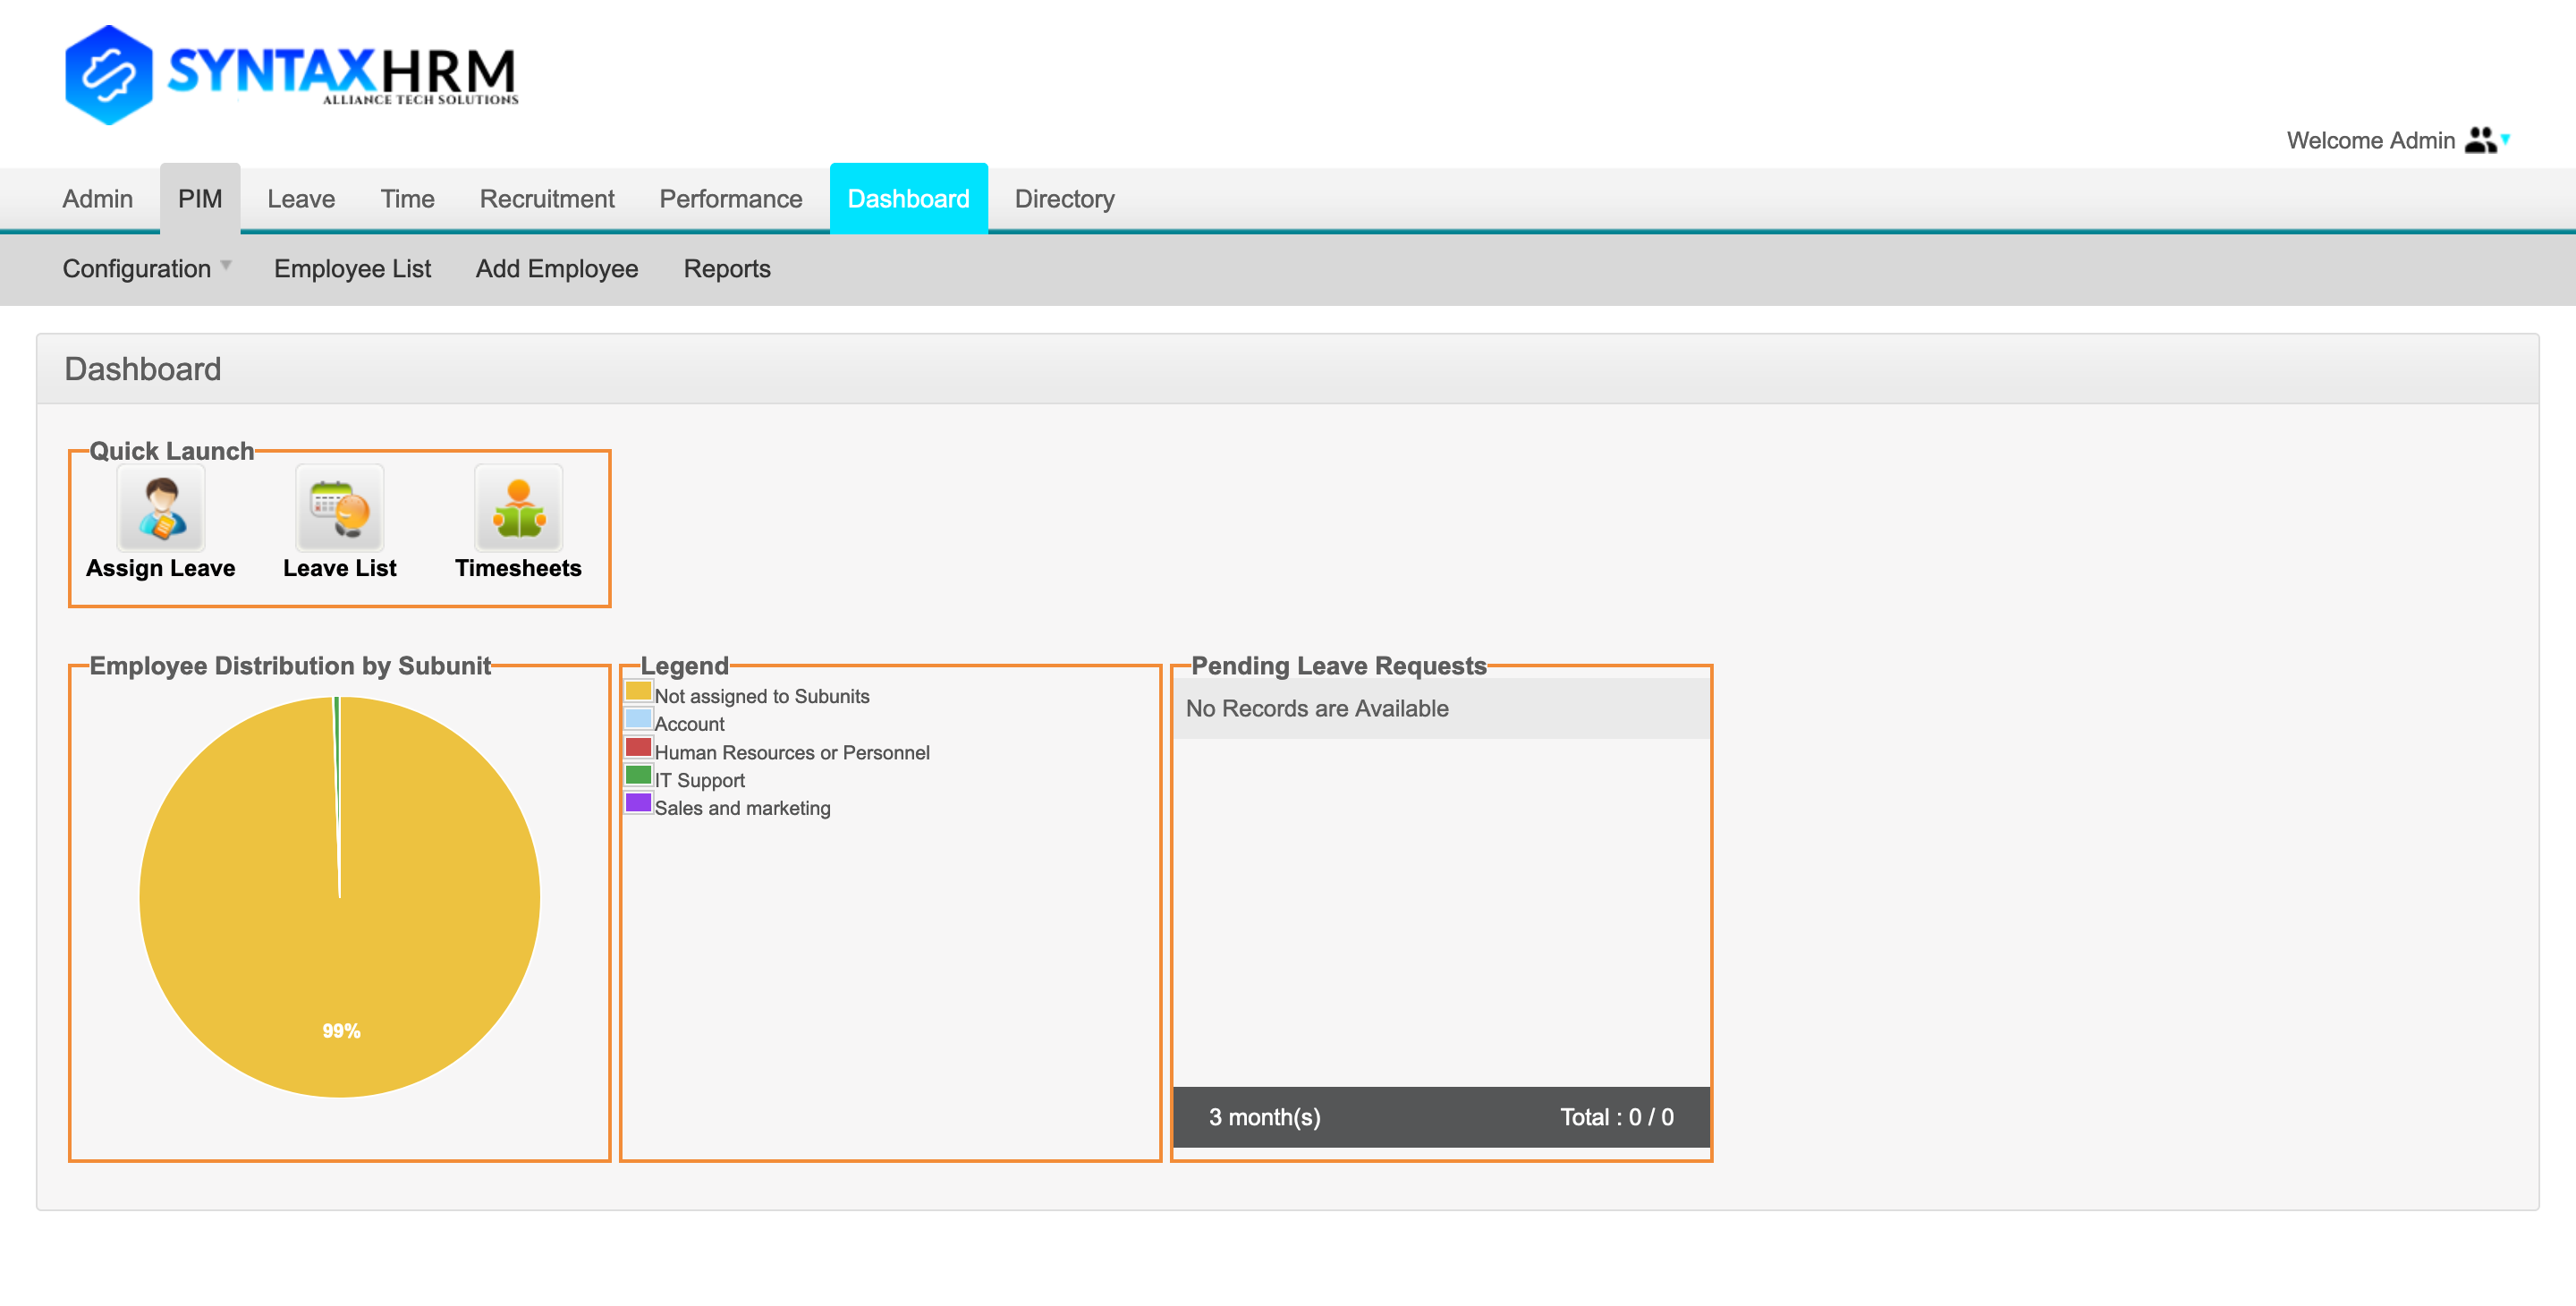 SYNTAXHRM
ALLIANCE TECH SOLUTIONS
Welcome Admin
Admin PIM Leave Time Recruitment Performance Dashboard Directory
Configuration Employee List Add Employee Reports
Dashboard
Quick Launch
Assign Leave Leave List Timesheets
Employee Distribution by Subunit
99%
Legend
Not assigned to Subunits
Account
Human Resources or Personnel
IT Support
Sales and marketing
Pending Leave Requests
No Records are Available
3 month(s) Total : 0 / 0